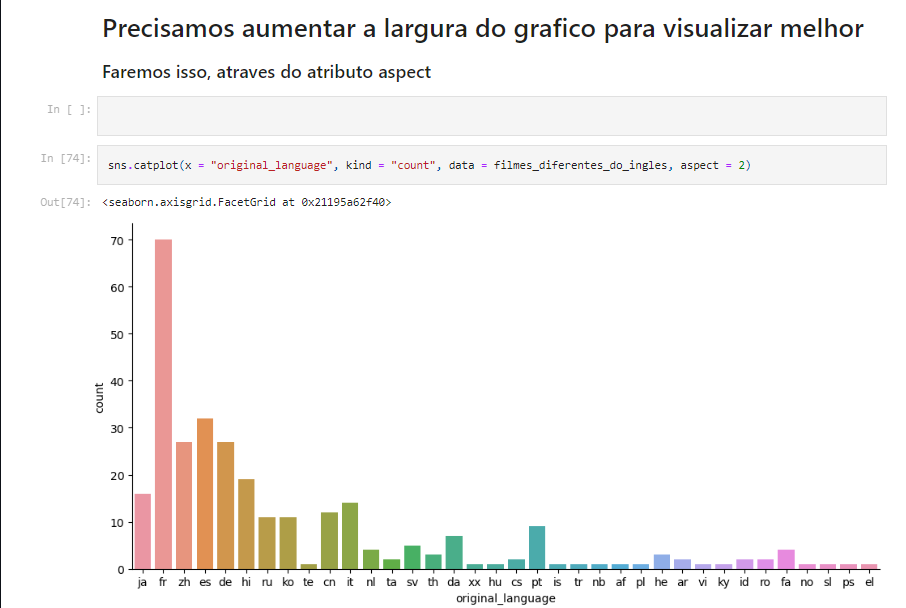 Precisamos aumentar a largura do grafico para visualizar melhor
Faremos isso, atraves do atributo aspect
In [ ]:
In [74]: sns.catplot(x = "original_language", kind = "count", data = filmes_diferentes_do_ingles, aspect = 2)
Out[74]: <seaborn.axisgrid.FacetGrid at 0x21195a62f40>
70
60
50
40
30
20
10
0
count
ja fr zh es de hi ru ko te cn it nl ta sv th da xx hu cs pt is tr nb af pl he ar vi ky id ro fa no sl ps el
original_language